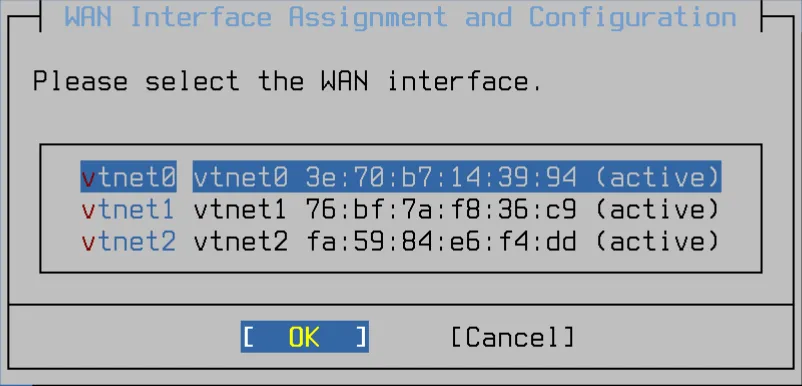 WAN Interface Assignment and Configuration
Please select the WAN interface.
vtnet0 vtnet0 3e:70:b7:14:39:94 (active)
vtnet1 vtnet1 76:bf:7a:f8:36:c9 (active)
vtnet2 vtnet2 fa:59:84:e6:f4:dd (active)
[ OK ] [Cancel]